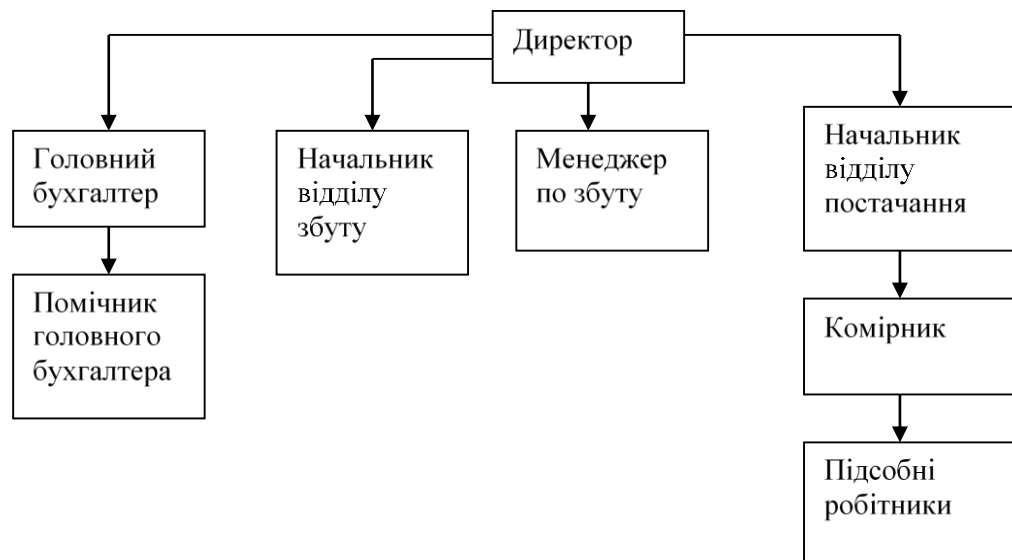 Директор
Головний
бухгалтер
Начальник
відділу
збуту
Менеджер
по збуту
Начальник
відділу
постачання
Помічник
головного
бухгалтера
Комірник
Підсобні
робітники